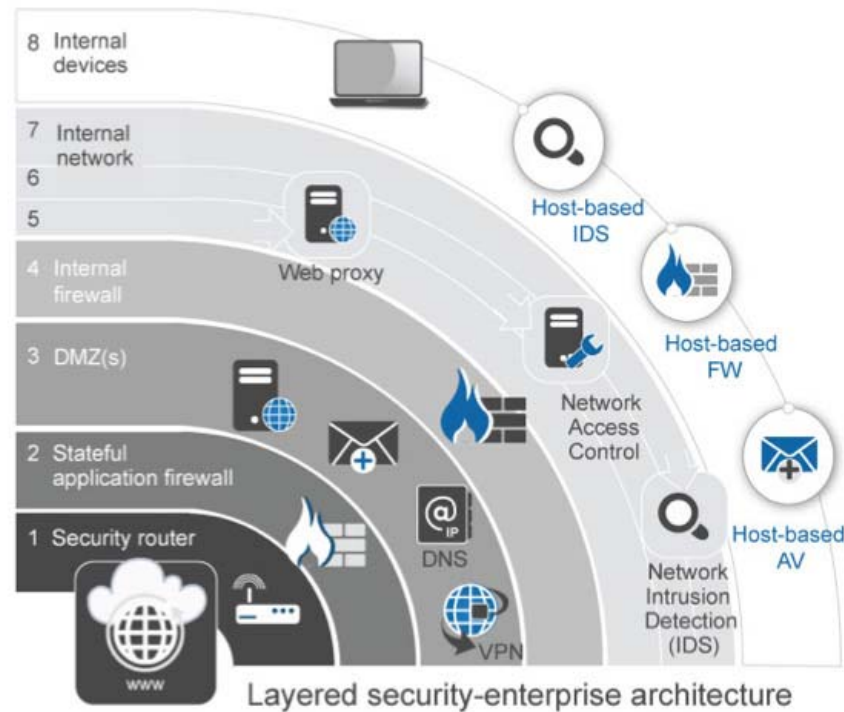 8 Internal
devices
7 Internal
network
6
5
4 Internal
firewall
3 DMZ(s)
2 Stateful
application firewall
1 Security router
www
Web proxy
Network
Access
Control
Network
Intrusion
Detection
(IDS)
@
IP
DNS
VPN
Host-based
IDS
Host-based
FW
Host-based
AV
Layered security-enterprise architecture